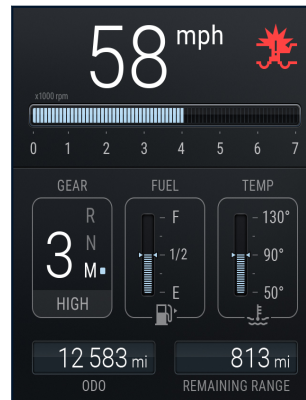 58 mph
x1000 rpm
0 1 2 3 4 5 6 7
GEAR FUEL TEMP
R F 130°
3 N 1/2 90°
M E 50°
HIGH
12 583 mi 813 mi
ODO REMAINING RANGE